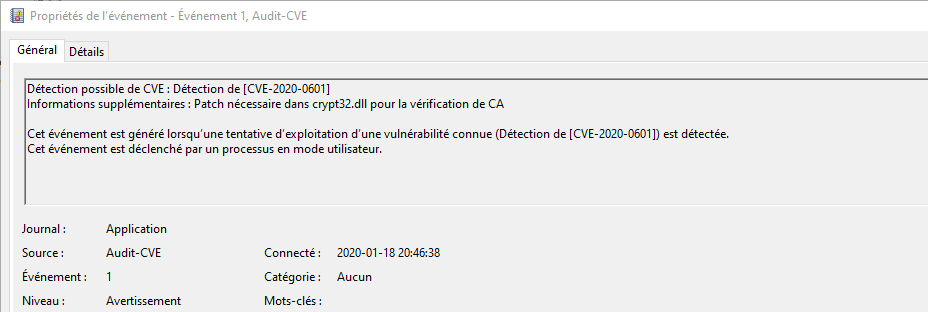 Propriétés de l'événement - Événement 1, Audit-CVE
Général Détails
Détection possible de CVE : Détection de [CVE-2020-0601]
Informations supplémentaires : Patch nécessaire dans crypt32.dll pour la vérification de CA
Cet événement est généré lorsqu'une tentative d'exploitation d'une vulnérabilité connue (Détection de [CVE-2020-0601]) est détectée.
Cet événement est déclenché par un processus en mode utilisateur.
Journal : Application
Source : Audit-CVE Connecté : 2020-01-18 20:46:38
Événement : 1 Catégorie : Aucun
Niveau : Avertissement Mots-clés :